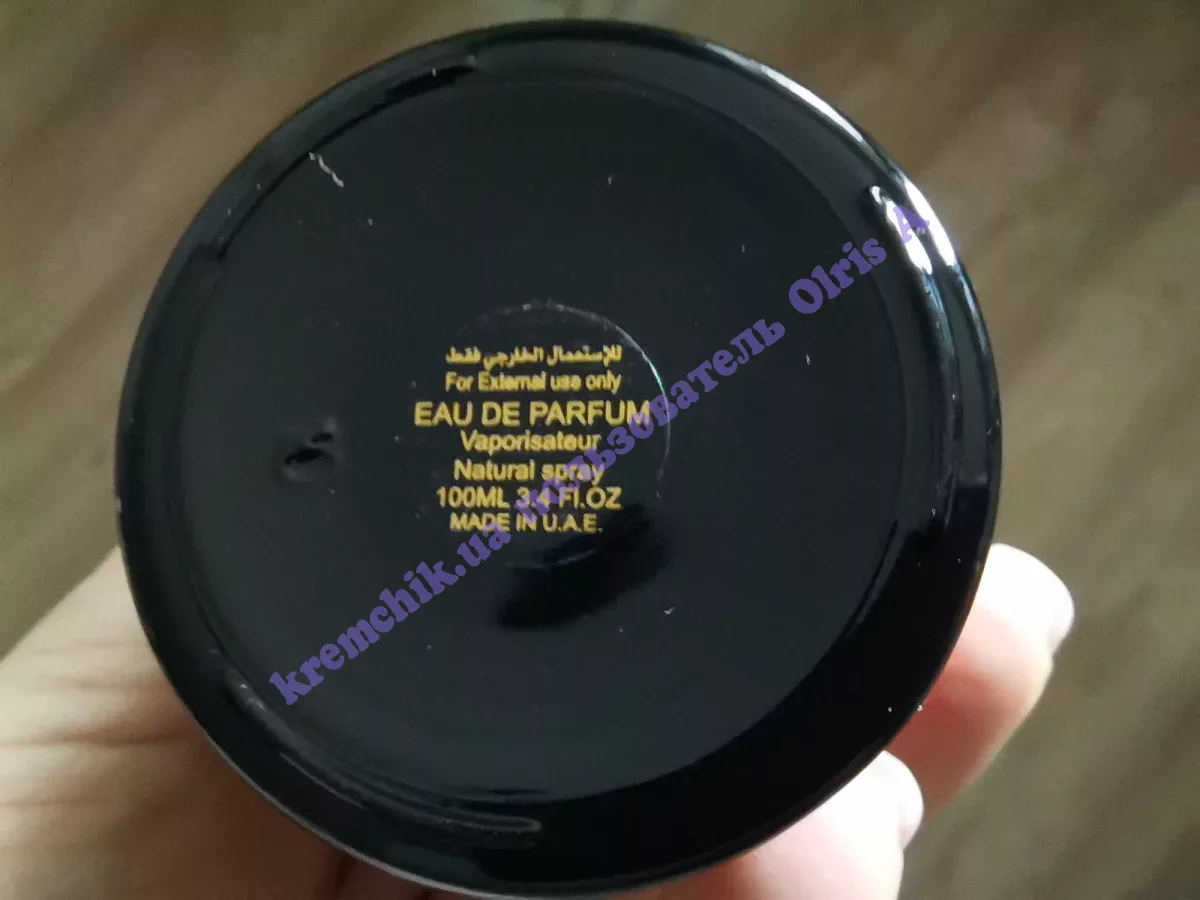 للإستعمال الخارجي فقط
For External use only
EAU DE PARFUM
Vaporisateur
Natural spray
100ML 3.4 Fl.OZ
MADE IN U.A.E.
kremchik.ua пользователь Olris A